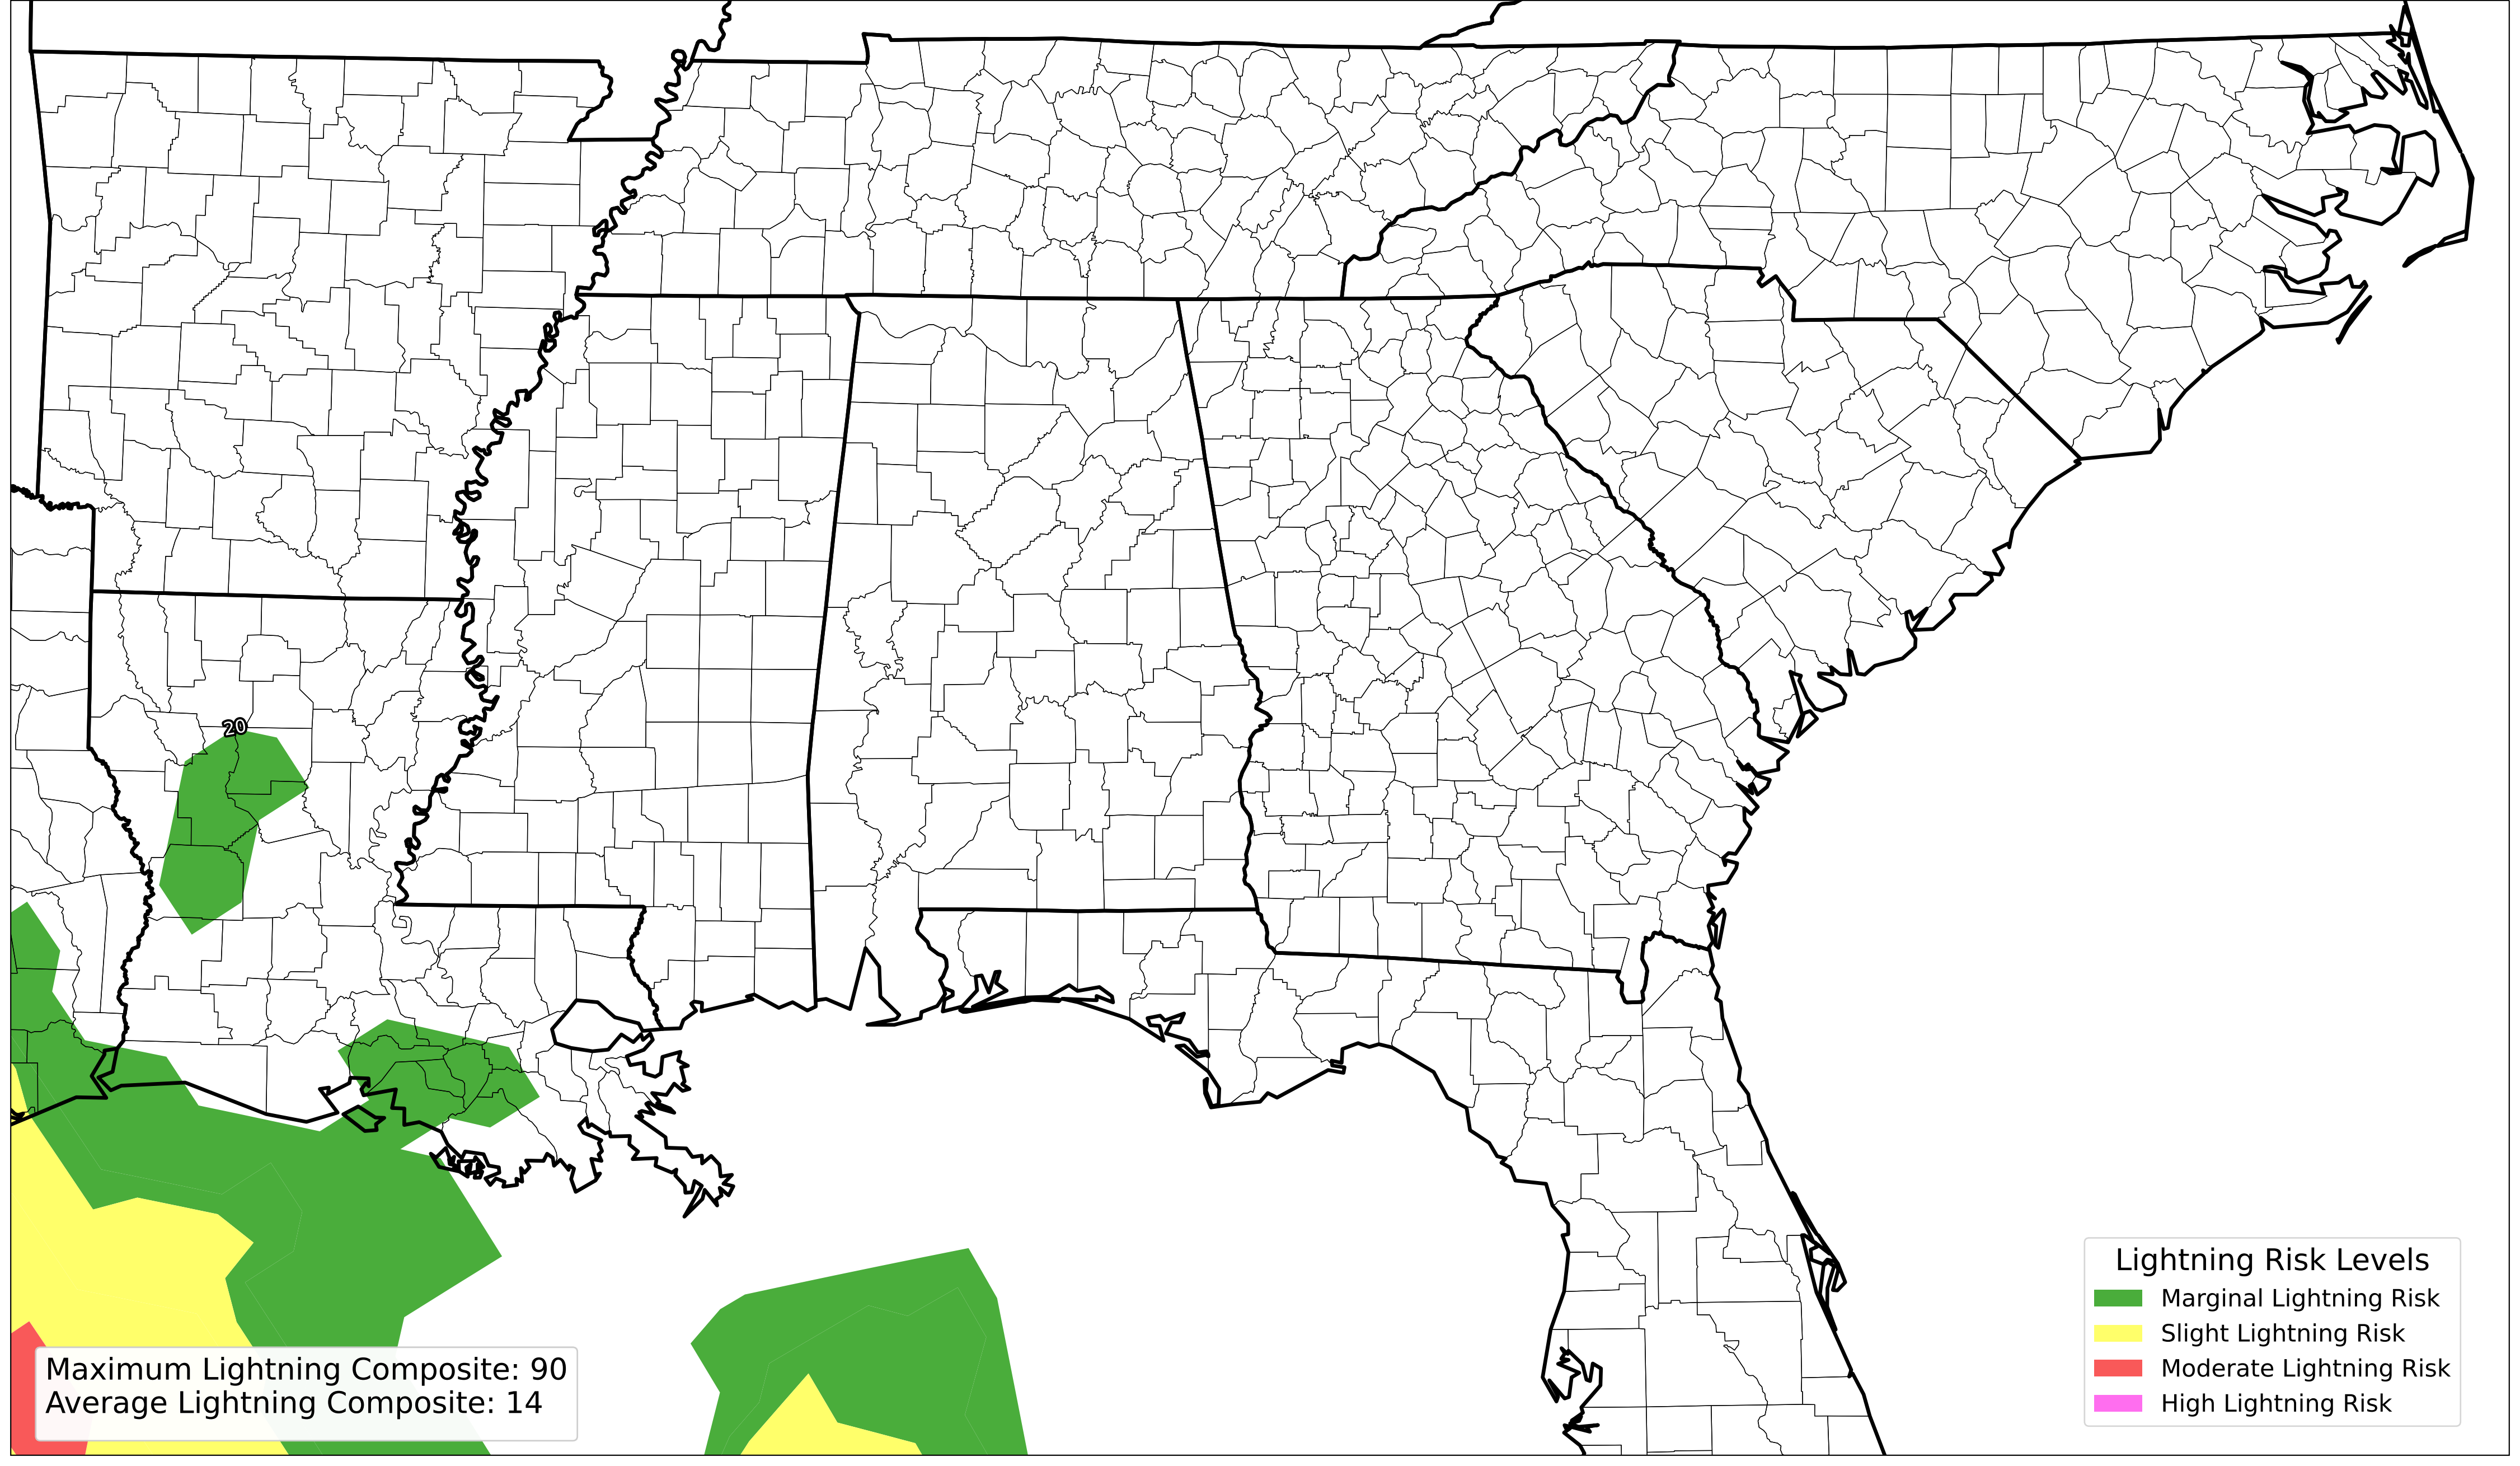 20
Lightning Risk Levels
Marginal Lightning Risk
Slight Lightning Risk
Moderate Lightning Risk
High Lightning Risk
Maximum Lightning Composite: 90
Average Lightning Composite: 14